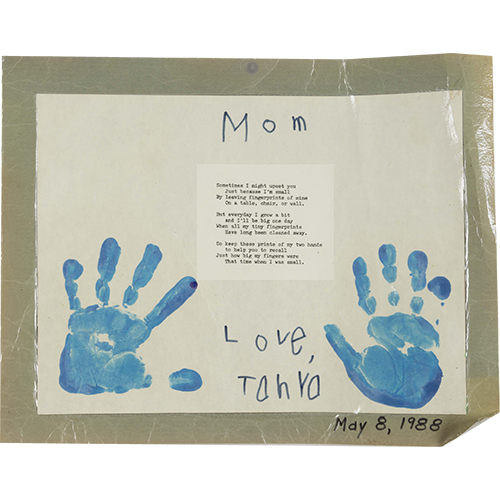 Mom
Sometimes I might upset you
Just because I'm small
By leaving fingerprints of mine
On a table, chair, or wall.
But everyday I grow a bit
and I'll be big one day
When all my tiny fingerprints
Have long been cleaned away.
So keep these prints of my two hands
to help you to recall
Just how big my fingers were
That time when I was small.
Love,
Tanya
May 8, 1988